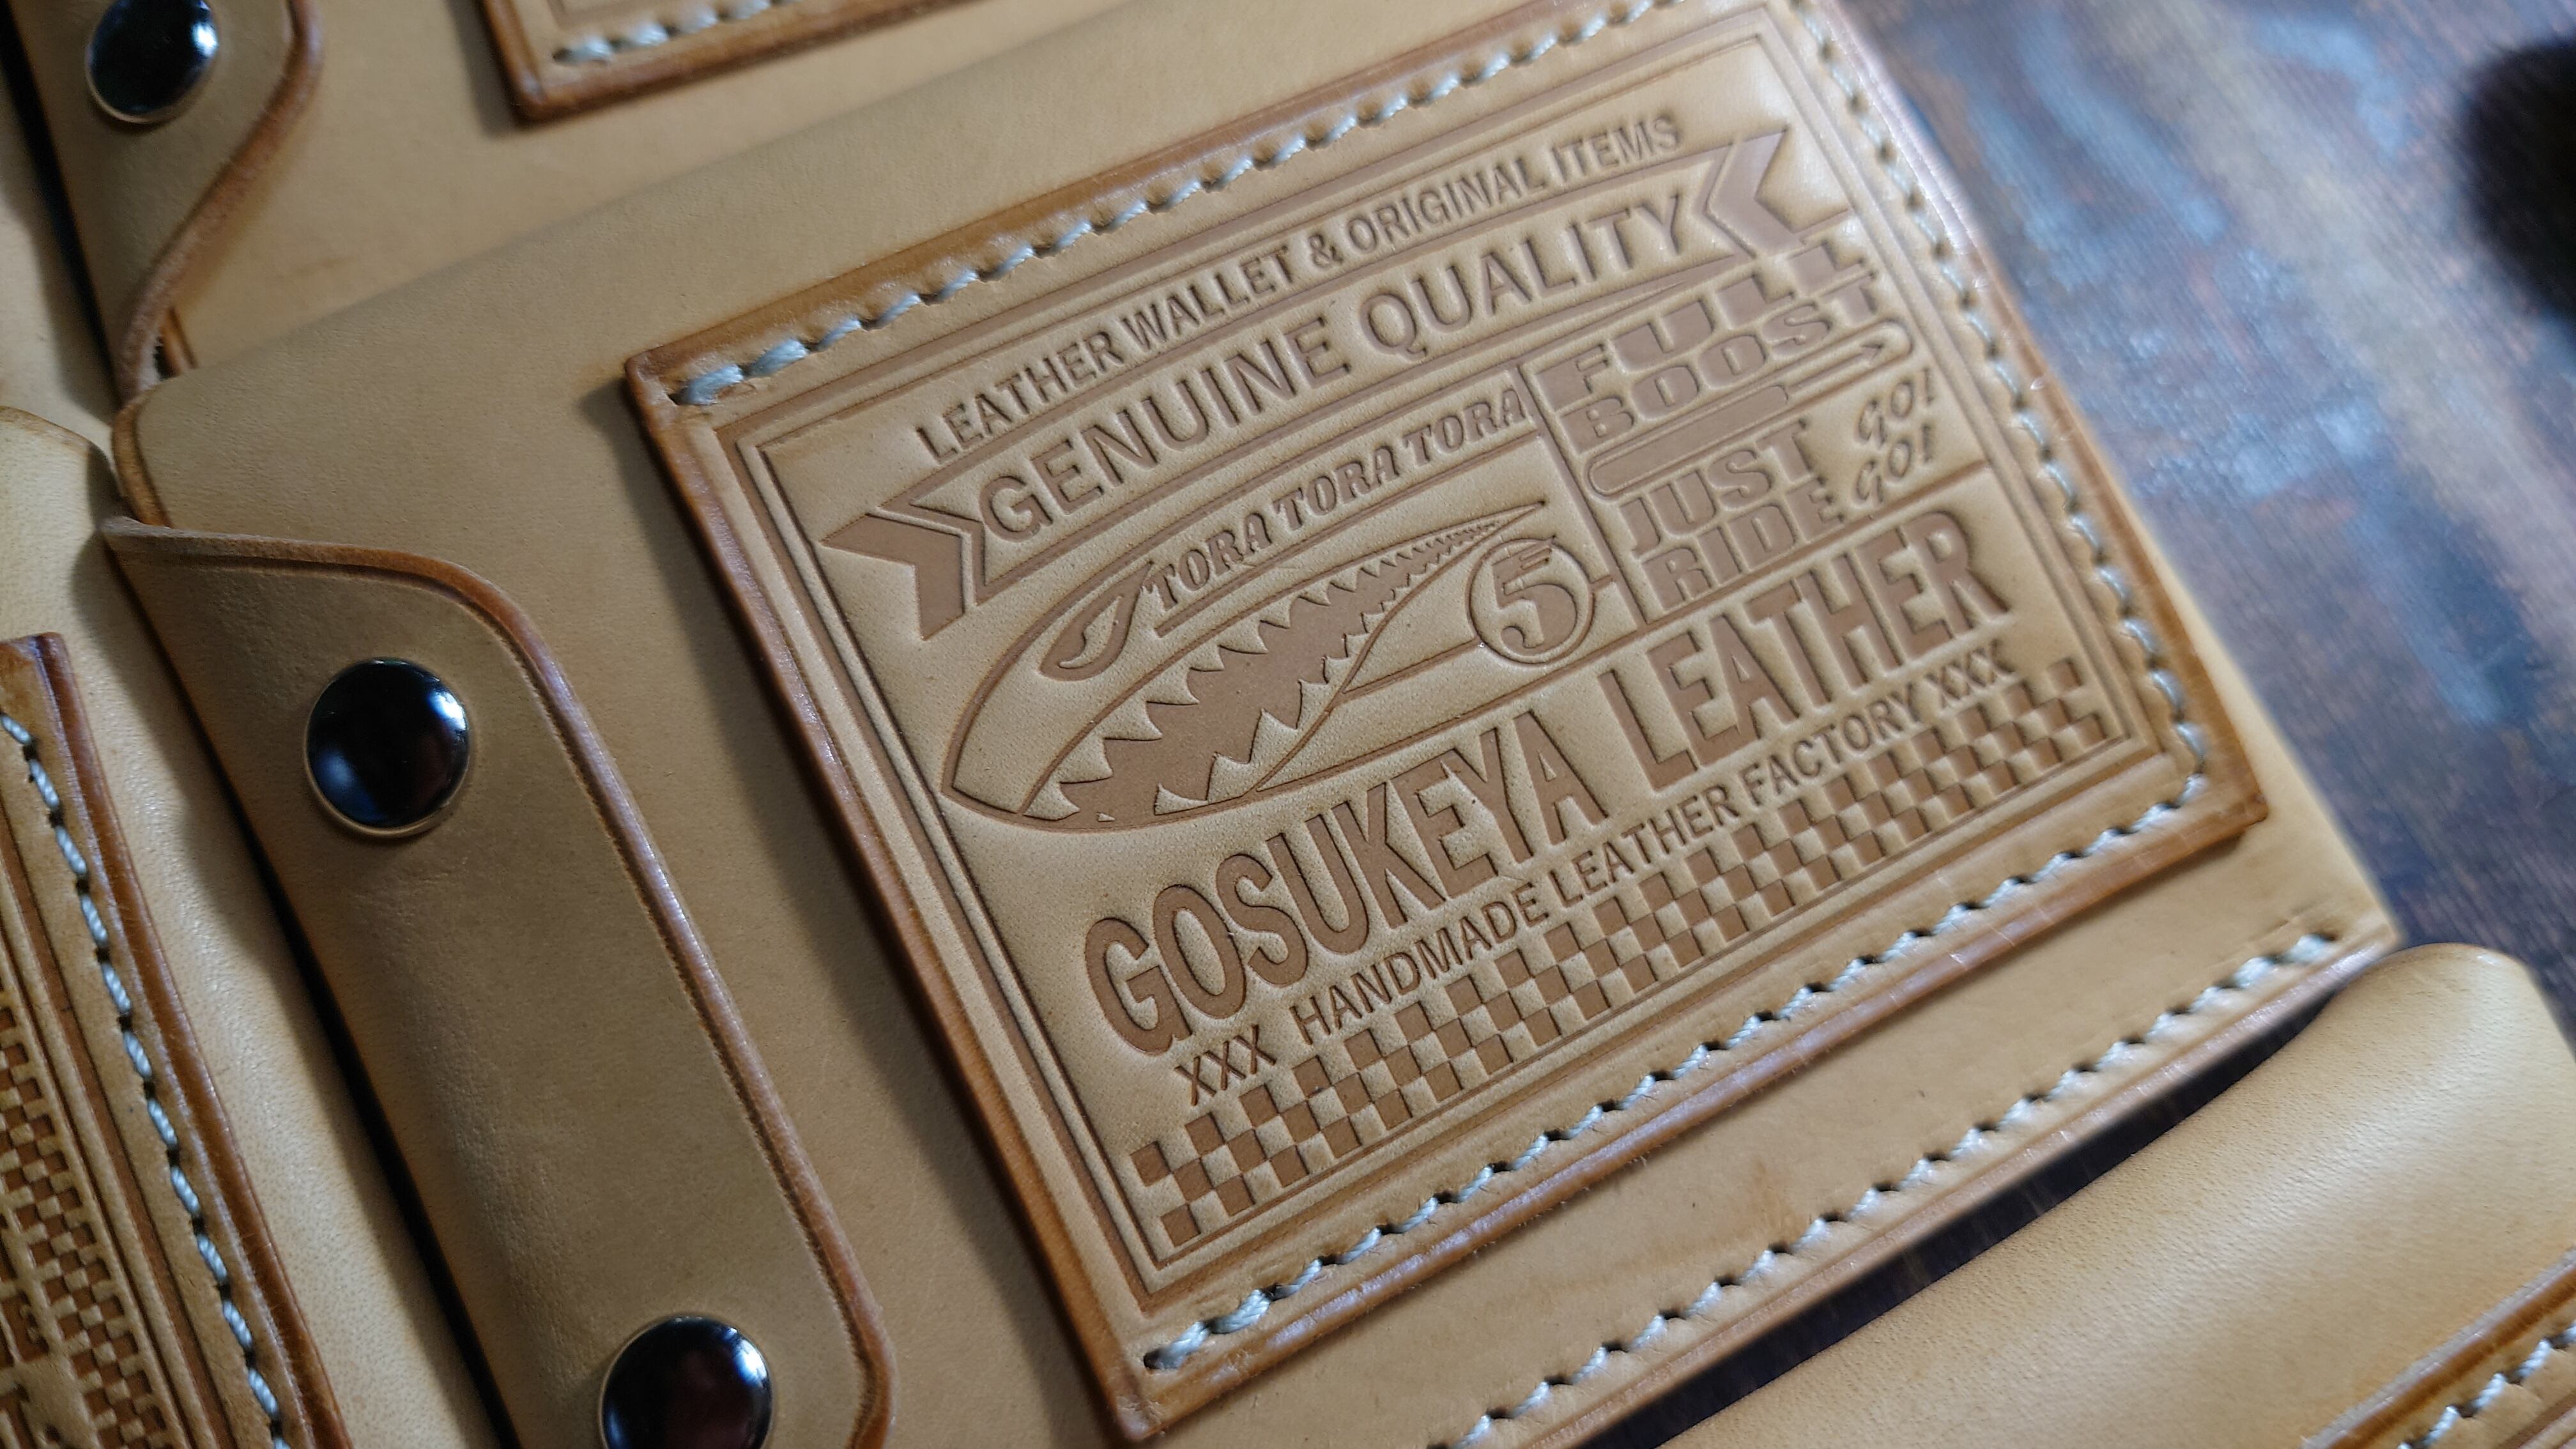 LEATHER WALLET & ORIGINAL ITEMS
GENUINE QUALITY
TORA TORA TORA
5
FULL
BOOST
JUST
RIDE
GO!
GO!
GOSUKEYA LEATHER
XXX HANDMADE LEATHER FACTORY XXX